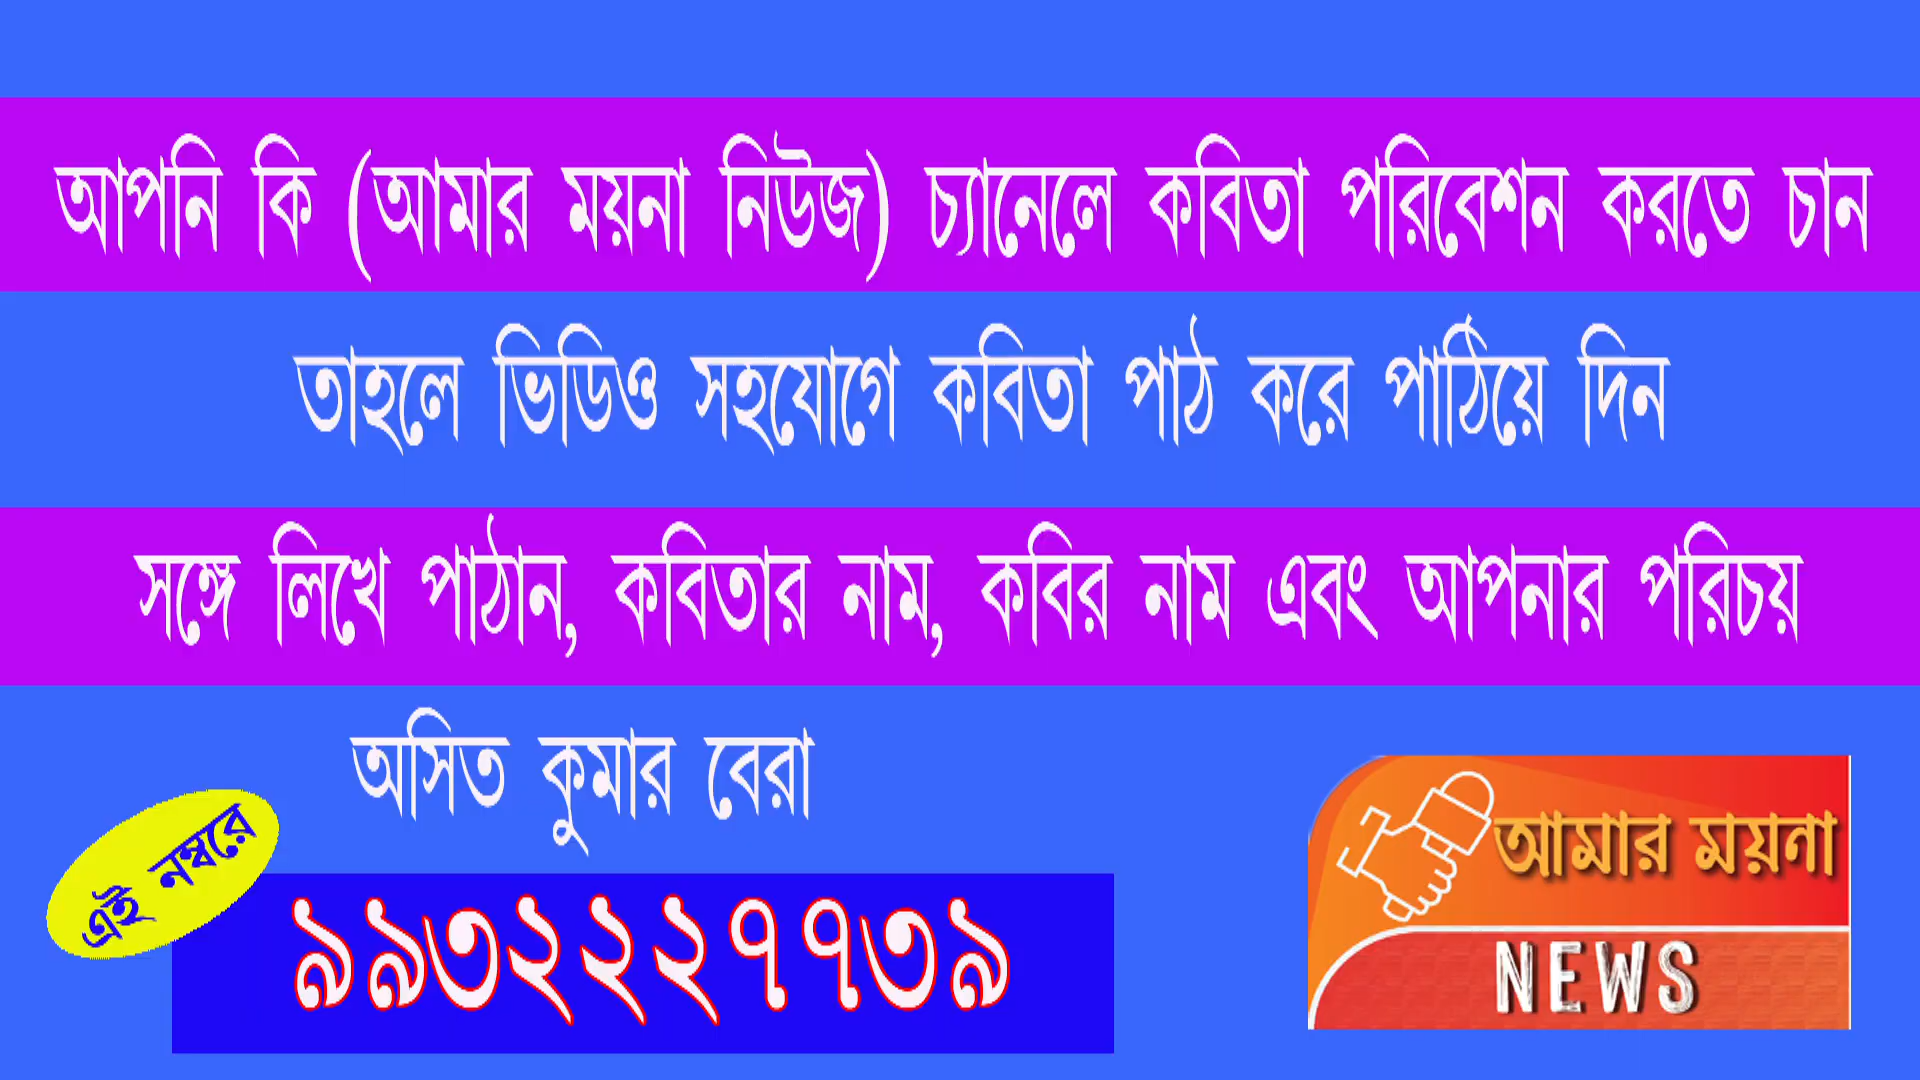 আপনি কি (আমার ময়না নিউজ) চ্যানেলে কবিতা পরিবেশন করতে চান
তাহলে ভিডিও সহযোগে কবিতা পাঠ করে পাঠিয়ে দিন
সঙ্গে লিখে পাঠান, কবিতার নাম, কবির নাম এবং আপনার পরিচয়
অসিত কুমার বেরা
এই নম্বরে
৯৯৩২২২৭৭৩৯
আমার ময়না
NEWS